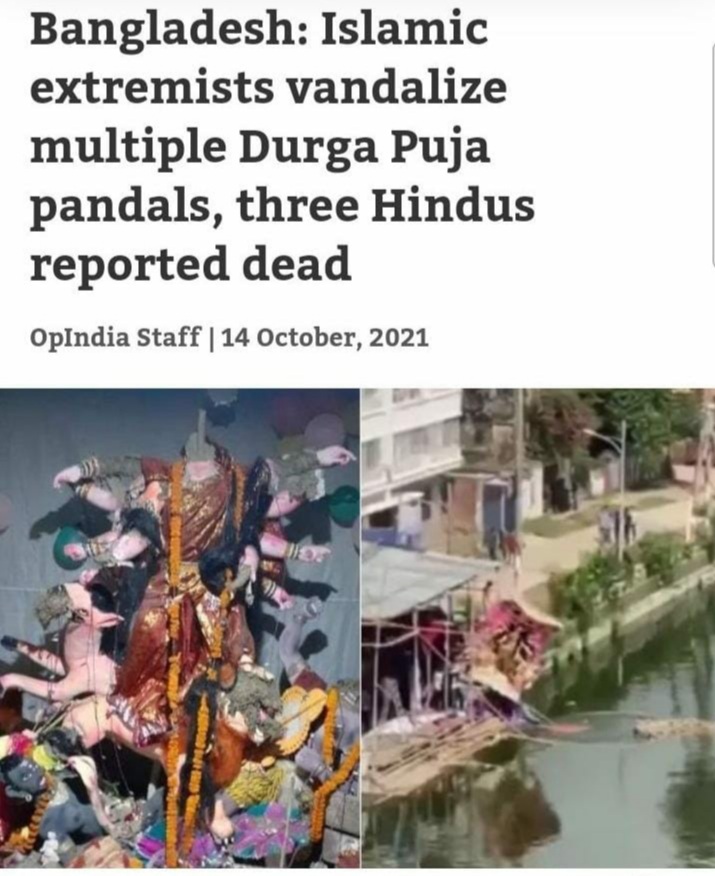 Bangladesh: Islamic
extremists vandalize
multiple Durga Puja
pandals, three Hindus
reported dead
OpIndia Staff | 14 October, 2021